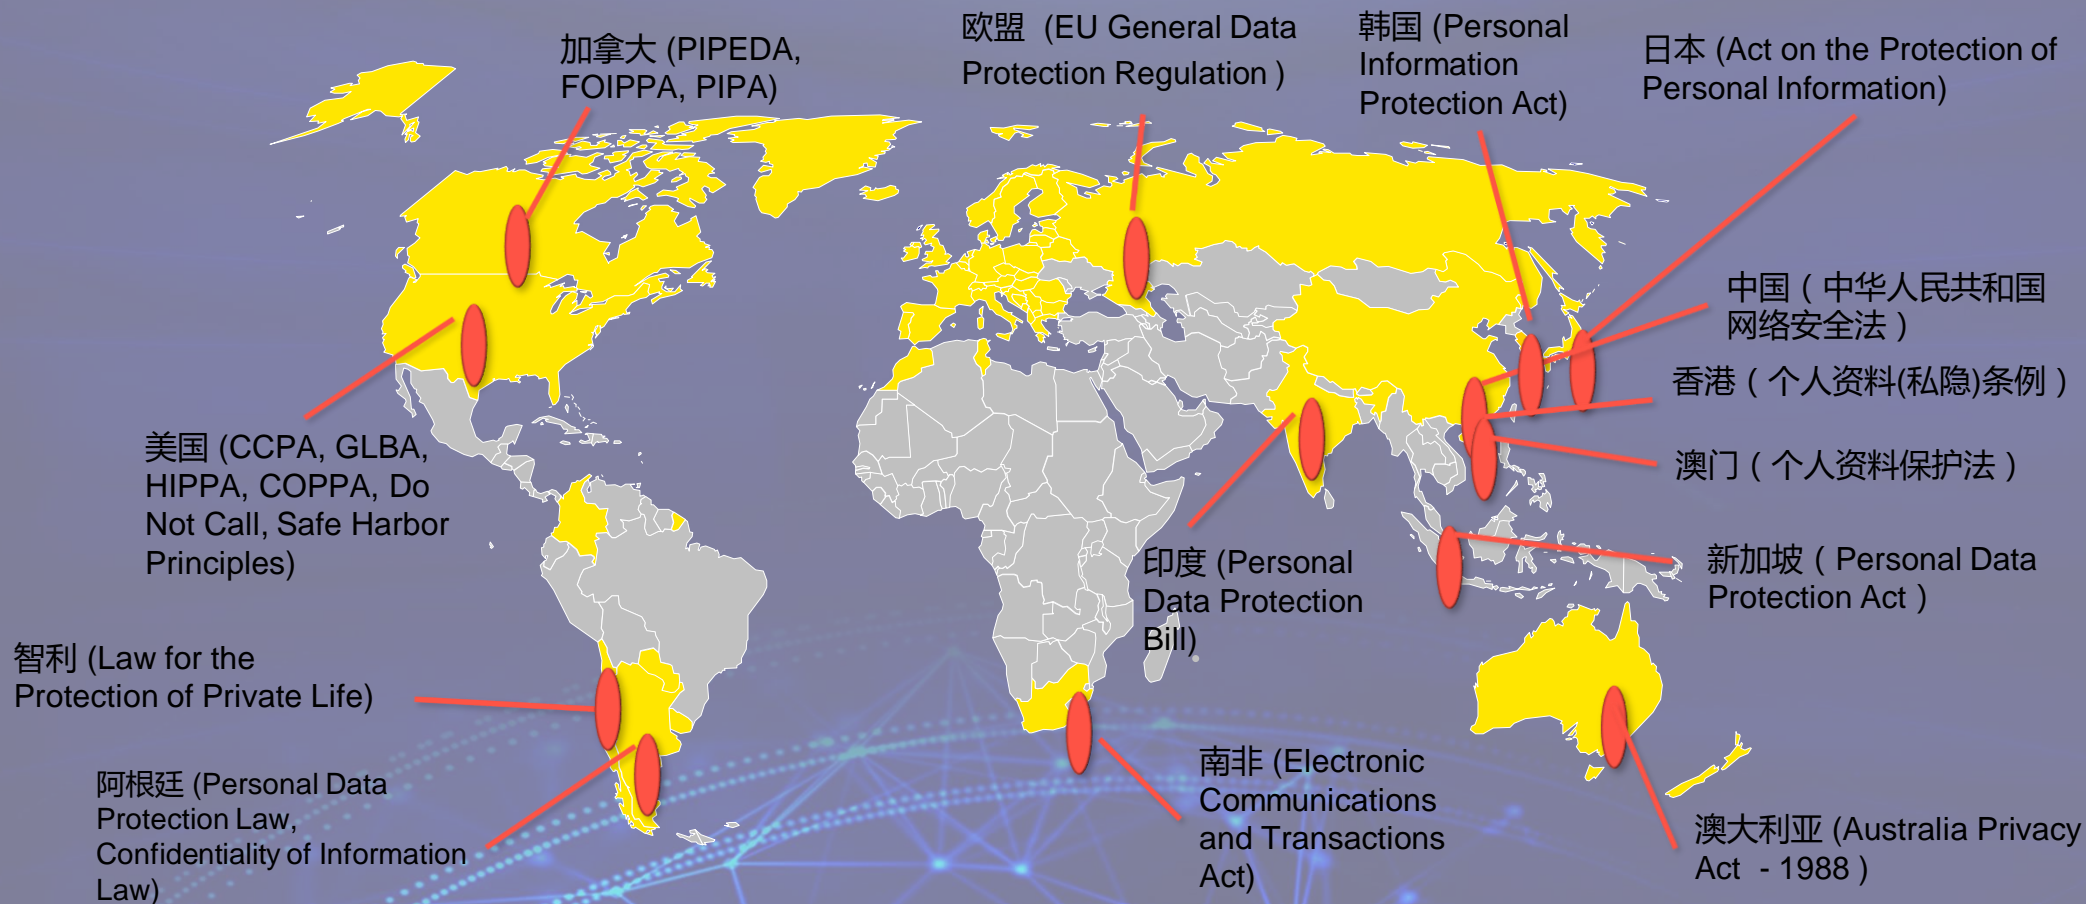 加拿大 (PIPEDA,
FOIPPA, PIPA)
欧盟 (EU General Data
Protection Regulation )
韩国 (Personal
Information
Protection Act)
日本 (Act on the Protection of
Personal Information)
中国（中华人民共和国
网络安全法）
香港（个人资料(私隐)条例）
澳门（个人资料保护法）
美国 (CCPA, GLBA,
HIPPA, COPPA, Do
Not Call, Safe Harbor
Principles)
印度 (Personal
Data Protection
Bill)
新加坡（Personal Data
Protection Act）
智利 (Law for the
Protection of Private Life)
阿根廷 (Personal Data
Protection Law,
Confidentiality of Information
Law)
南非 (Electronic
Communications
and Transactions
Act)
澳大利亚 (Australia Privacy
Act - 1988 )